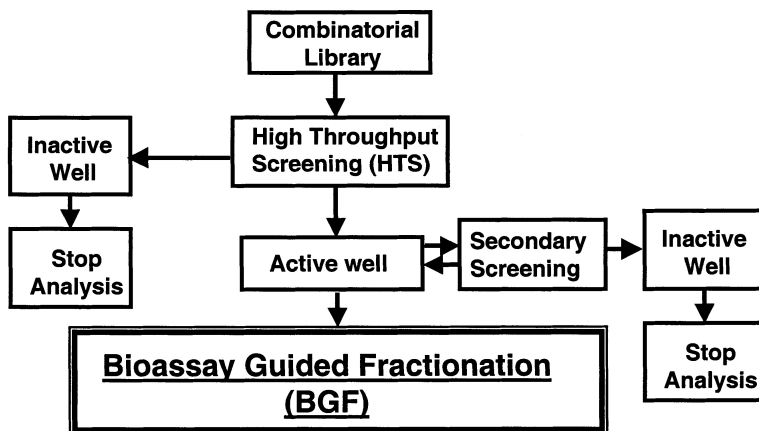 Combinatorial
Library
High Throughput
Screening (HTS)
Inactive
Well
Stop
Analysis
Active well
Secondary
Screening
Inactive
Well
Stop
Analysis
Bioassay Guided Fractionation
(BGF)